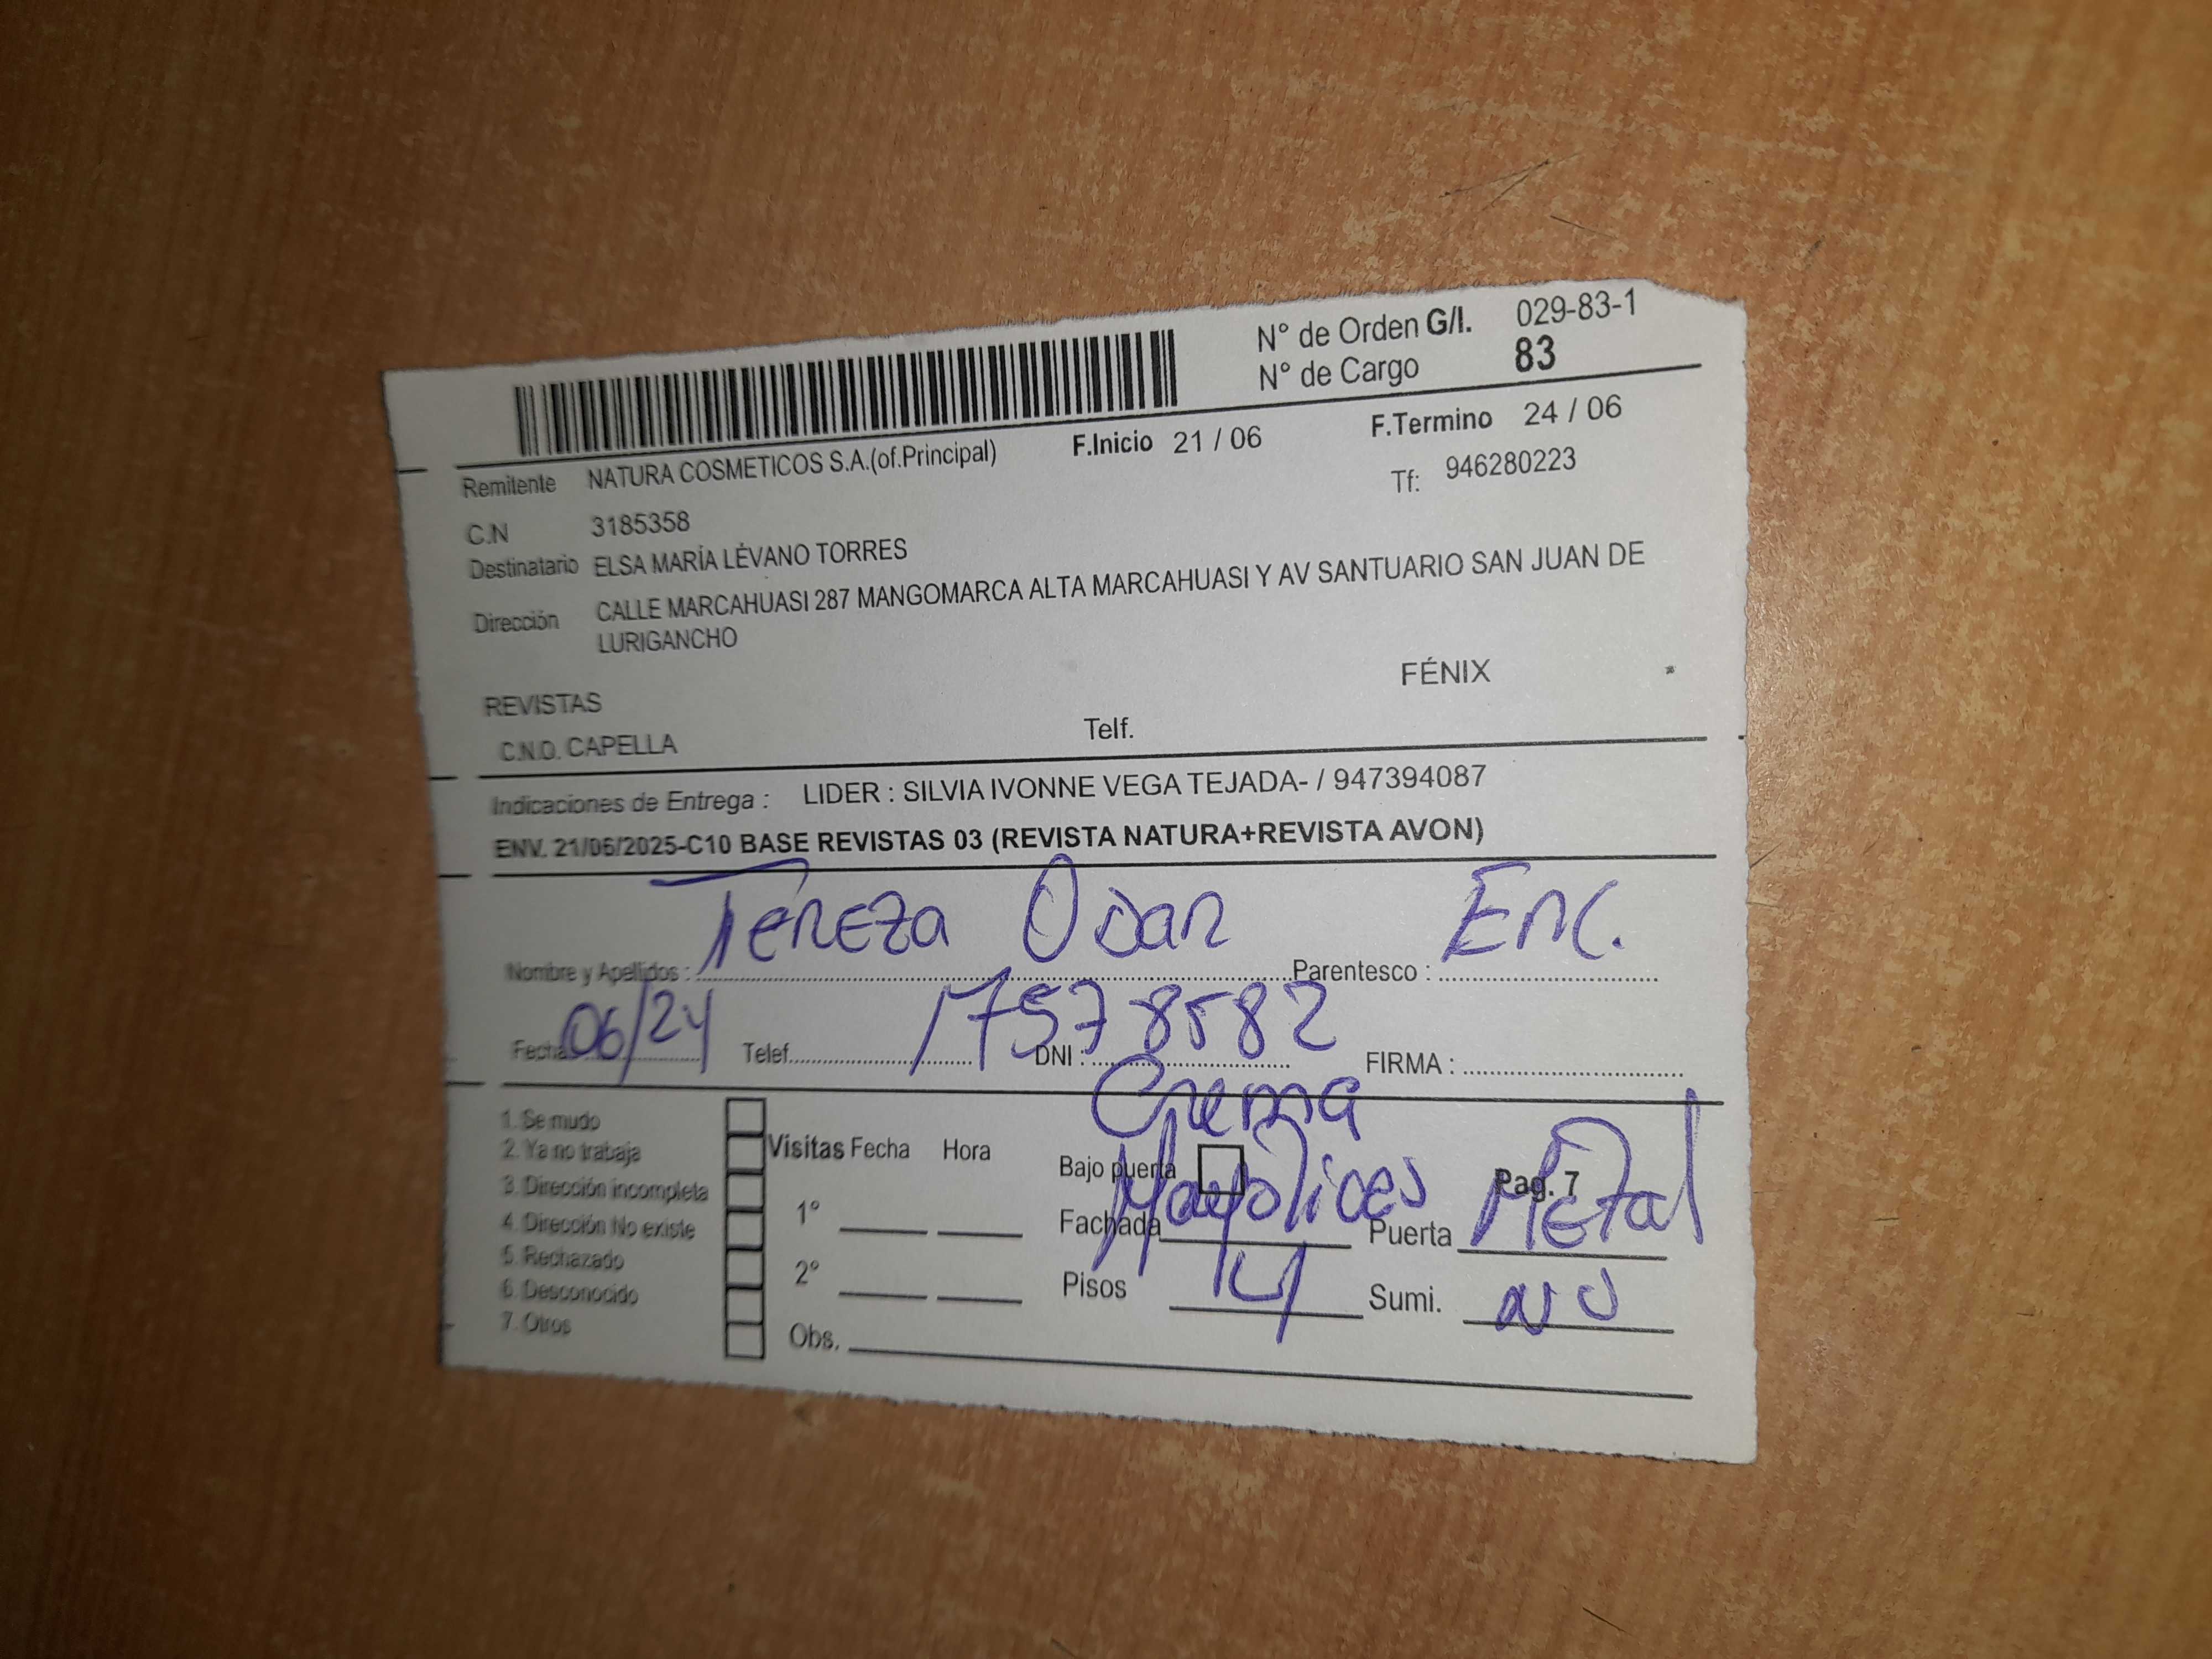 N° de Orden G/I. 029-83-1
N° de Cargo 83
F.Inicio 21 / 06 F.Termino 24 / 06
Remitente NATURA COSMETICOS S.A.(of.Principal) Tf: 946280223
C.N 3185358
Destinatario ELSA MARÍA LÉVANO TORRES
Dirección CALLE MARCAHUASI 287 MANGOMARCA ALTA MARCAHUASI Y AV SANTUARIO SAN JUAN DE
LURIGANCHO
FÉNIX
REVISTAS
C.N.O. CAPELLA Telf.
Indicaciones de Entrega : LIDER : SILVIA IVONNE VEGA TEJADA- / 947394087
ENV. 21/06/2025-C10 BASE REVISTAS 03 (REVISTA NATURA+REVISTA AVON)
Nombre y Apellidos : Tereza Odar Parentesco : Enc.
Fecha 06/24 Telef. DNI : 17578582 FIRMA :
Crema
1. Se mudo
2. Ya no trabaja
3. Dirección incompleta
4. Dirección No existe
5. Rechazado
6. Desconocido
7. Otros
Visitas Fecha Hora
1°
2°
Obs.
Bajo puerta Pag. 7
Fachada Mayolicas Puerta Metal
Pisos 4 Sumi. NO